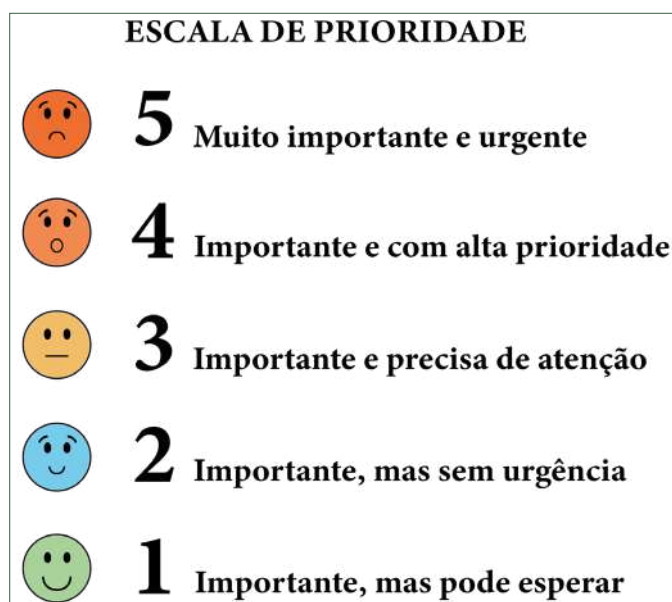 ESCALA DE PRIORIDADE
5 Muito importante e urgente
4 Importante e com alta prioridade
3 Importante e precisa de atenção
2 Importante, mas sem urgência
1 Importante, mas pode esperar